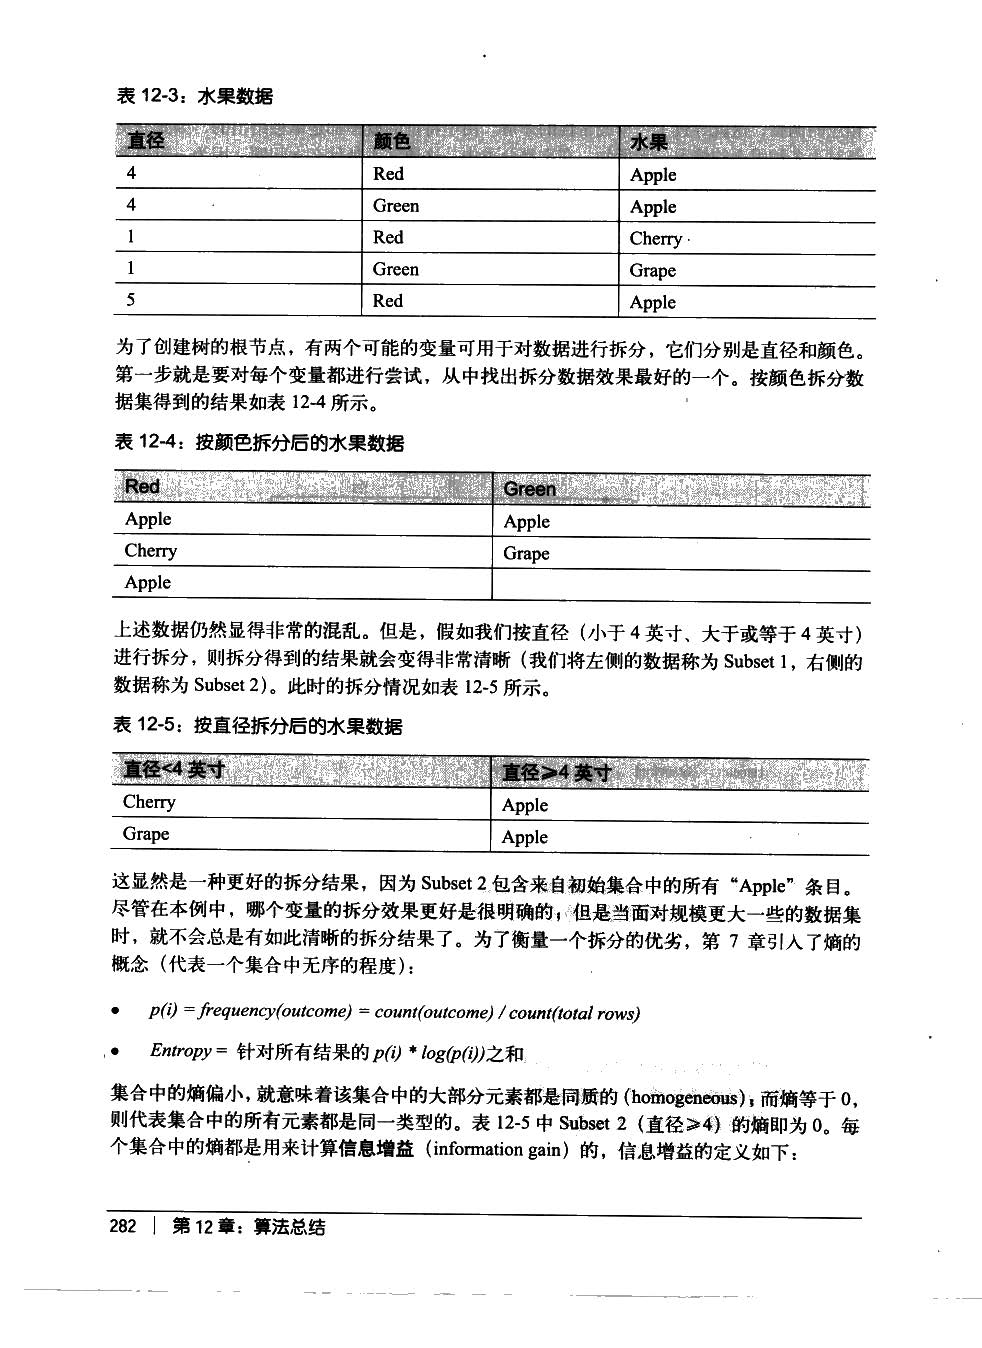 表 12-3：水果数据
直径 颜色 水果
4 Red Apple
4 Green Apple
1 Red Cherry
1 Green Grape
5 Red Apple
为了创建树的根节点，有两个可能的变量可用于对数据进行拆分，它们分别是直径和颜色。
第一步就是要对每个变量都进行尝试，从中找出拆分数据效果最好的一个。按颜色拆分数
据集得到的结果如表 12-4 所示。
表 12-4：按颜色拆分后的水果数据
Red Green
Apple Apple
Cherry Grape
Apple
上述数据仍然显得非常的混乱。但是，假如我们按直径（小于 4 英寸、大于或等于 4 英寸）
进行拆分，则拆分得到的结果就会变得非常清晰（我们将左侧的数据称为 Subset 1，右侧的
数据称为 Subset 2）。此时的拆分情况如表 12-5 所示。
表 12-5：按直径拆分后的水果数据
直径<4 英寸 直径≥4 英寸
Cherry Apple
Grape Apple
这显然是一种更好的拆分结果，因为 Subset 2 包含来自初始集合中的所有“Apple”条目。
尽管在本例中，哪个变量的拆分效果更好是很明确的，但是当面对规模更大一些的数据集
时，就不会总是有如此清晰的拆分结果了。为了衡量一个拆分的优劣，第 7 章引入了熵的
概念（代表一个集合中无序的程度）：
• p(i) = frequency(outcome) = count(outcome) / count(total rows)
• Entropy = 针对所有结果的 p(i) * log(p(i))之和
集合中的熵偏小，就意味着该集合中的大部分元素都是同质的（homogeneous），而熵等于 0，
则代表集合中的所有元素都是同一类型的。表 12-5 中 Subset 2（直径≥4）的熵即为 0。每
个集合中的熵都是用来计算信息增益（information gain）的，信息增益的定义如下：
282 | 第 12 章：算法总结